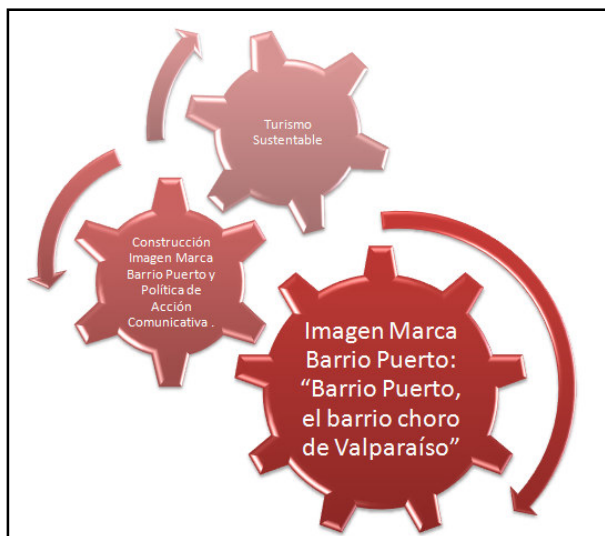 Turismo
Sustentable
Construcción
Imagen Marca
Barrio Puerto y
Política de
Acción
Comunicativa .
Imagen Marca
Barrio Puerto:
“Barrio Puerto,
el barrio choro
de Valparaíso”